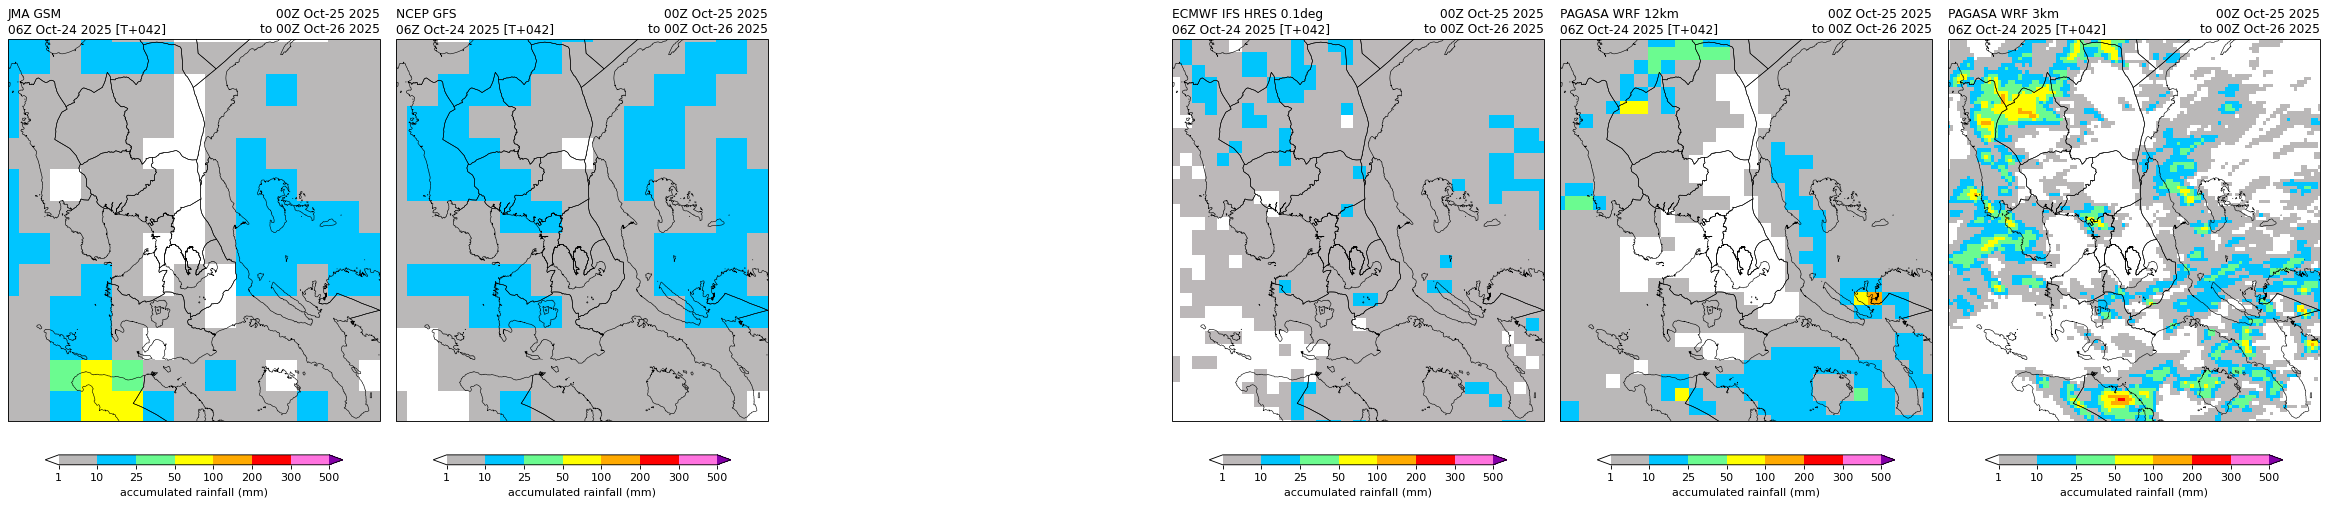 JMA GSM 00Z Oct-25 2025
06Z Oct-24 2025 [T+042] to 00Z Oct-26 2025
1 10 25 50 100 200 300 500
accumulated rainfall (mm)
NCEP GFS 00Z Oct-25 2025
06Z Oct-24 2025 [T+042] to 00Z Oct-26 2025
1 10 25 50 100 200 300 500
accumulated rainfall (mm)
ECMWF IFS HRES 0.1deg 00Z Oct-25 2025
06Z Oct-24 2025 [T+042] to 00Z Oct-26 2025
1 10 25 50 100 200 300 500
accumulated rainfall (mm)
PAGASA WRF 12km 00Z Oct-25 2025
06Z Oct-24 2025 [T+042] to 00Z Oct-26 2025
1 10 25 50 100 200 300 500
accumulated rainfall (mm)
PAGASA WRF 3km 00Z Oct-25 2025
06Z Oct-24 2025 [T+042] to 00Z Oct-26 2025
1 10 25 50 100 200 300 500
accumulated rainfall (mm)